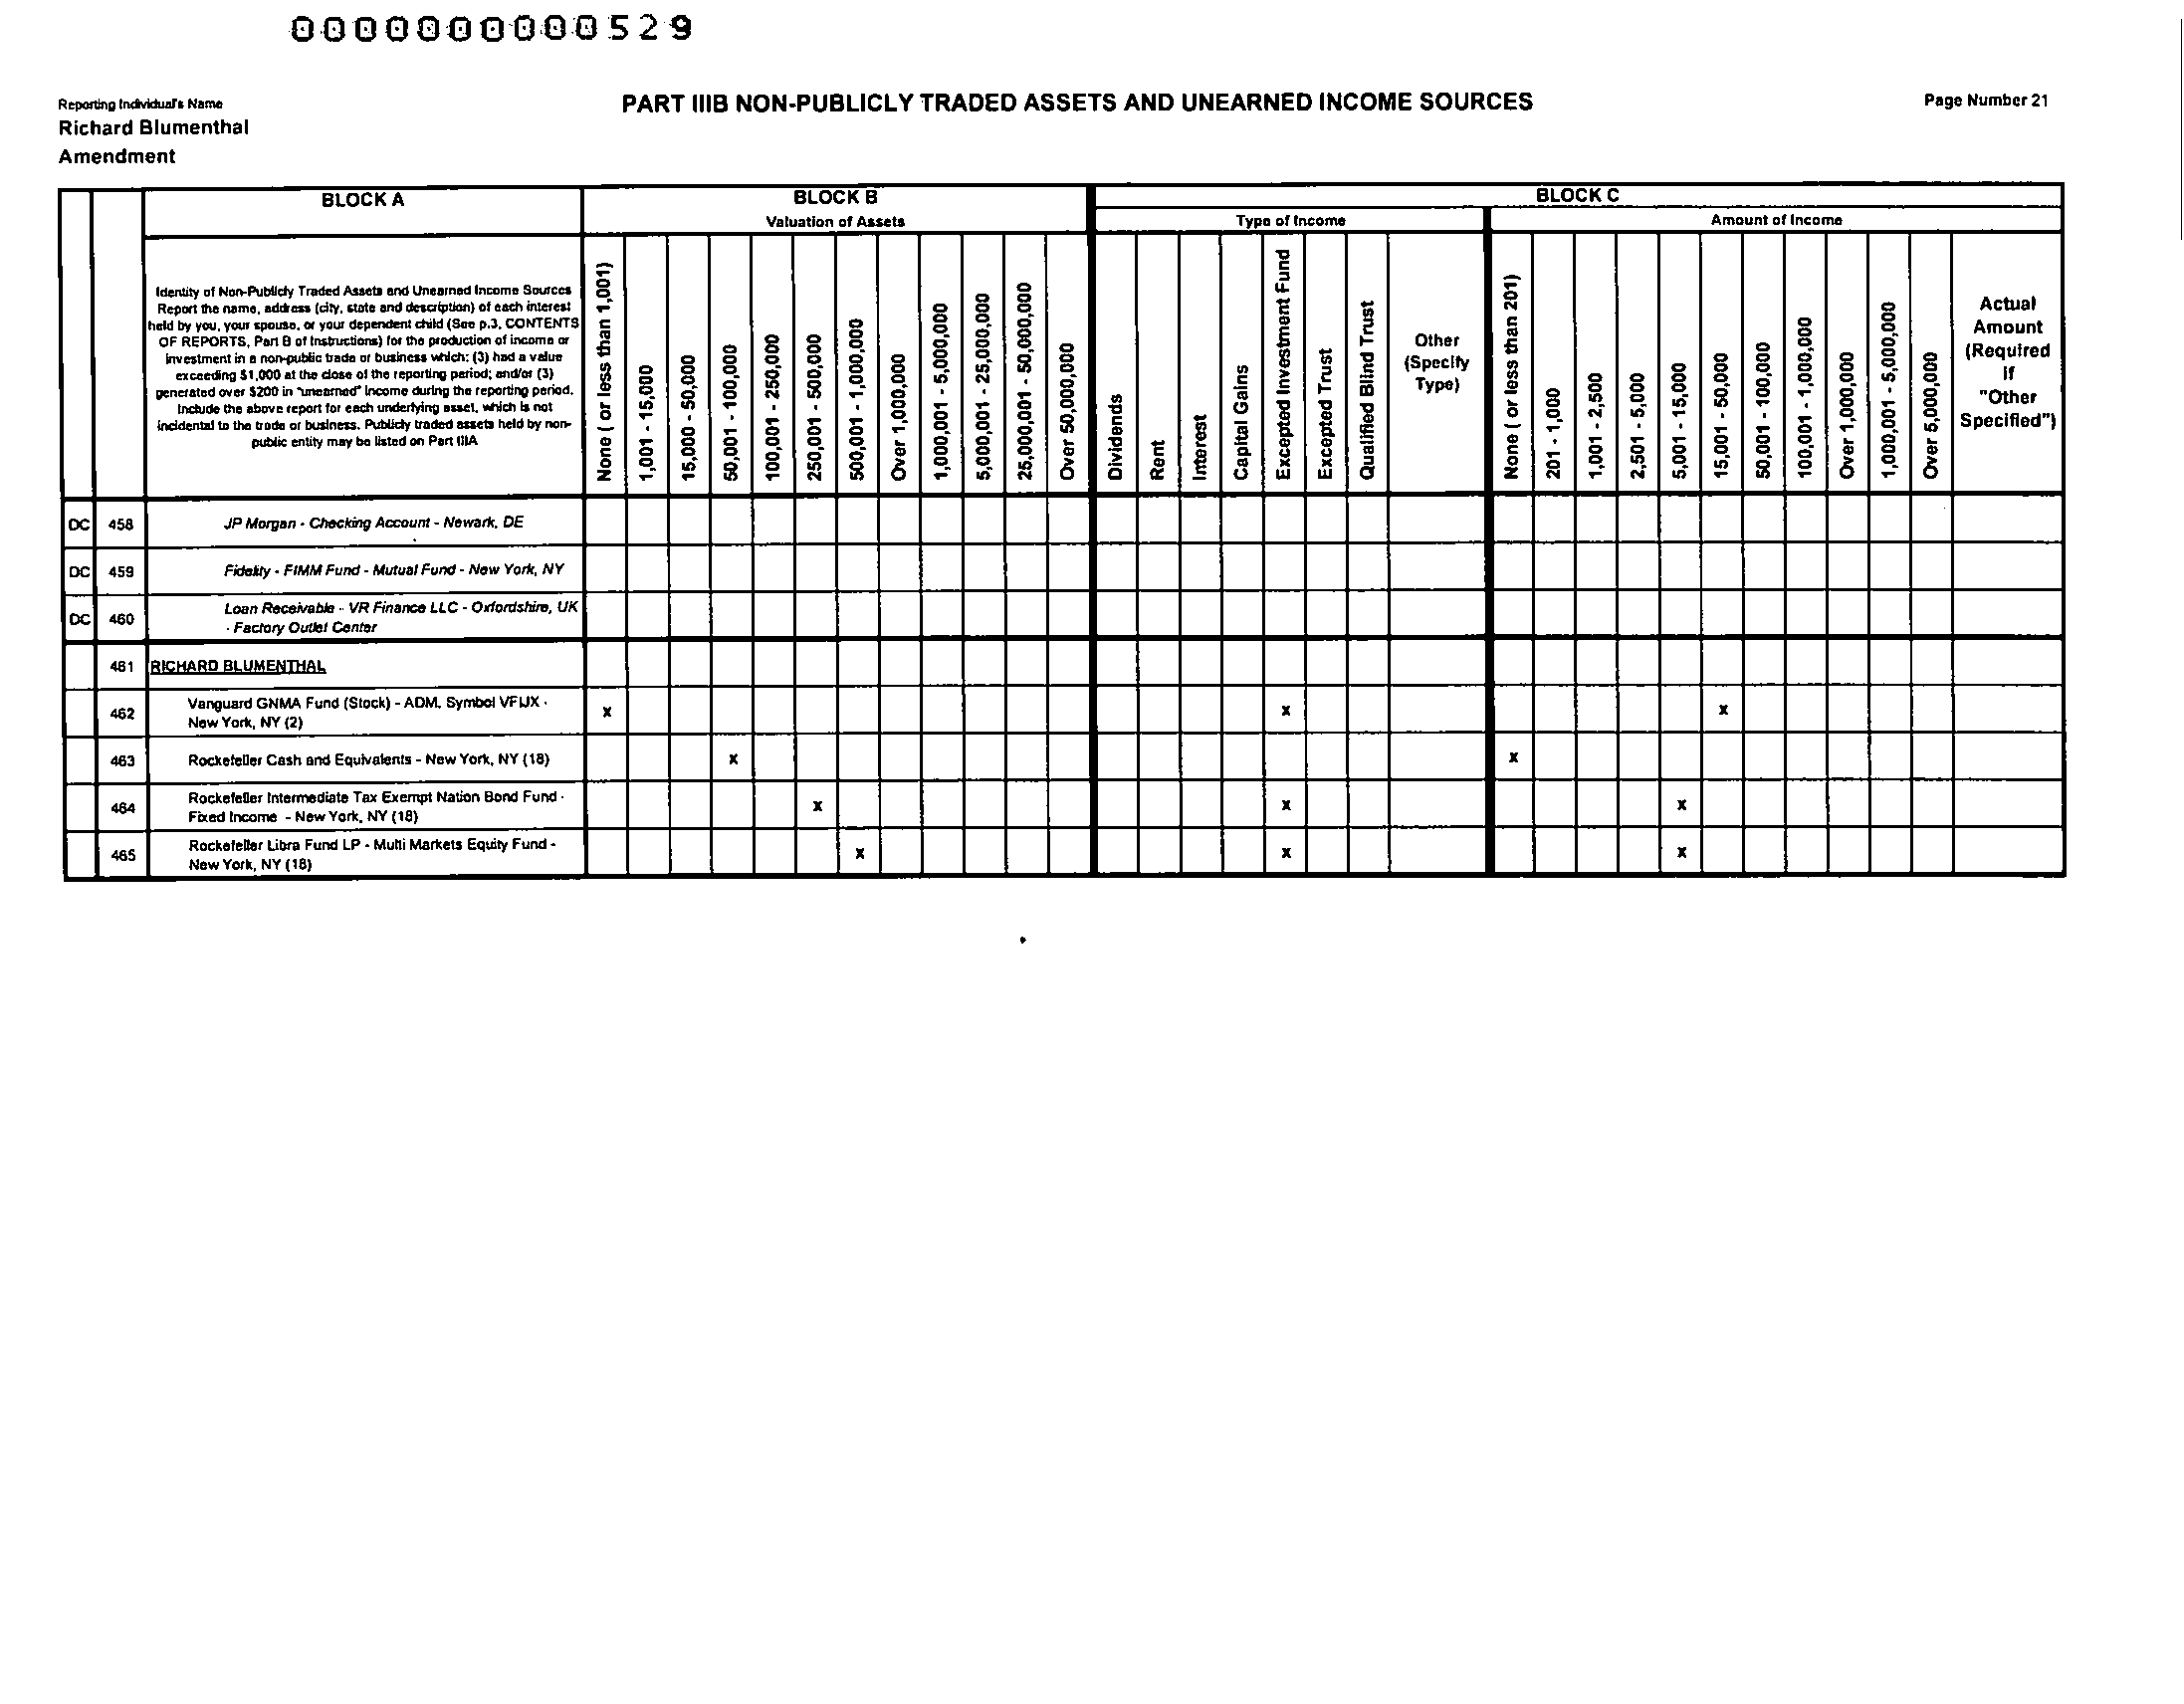 0000000000529
Reporting Individual's Name
Richard Blumenthal
Amendment
PART IIIB NON-PUBLICLY TRADED ASSETS AND UNEARNED INCOME SOURCES
Page Number 21
BLOCK A
BLOCK B
BLOCK C
Valuation of Assets
Type of Income
Amount of Income
Identity of Non-Publicly Traded Assets and Unearned Income Sources
Report the name, address (city, state and description) of each interest
held by you, your spouse, or your dependent child (See p.3, CONTENTS
OF REPORTS, Part B of Instructions) for the production of income or
investment in a non-public trade or business which: (3) had a value
exceeding $1,000 at the close of the reporting period; and/or (3)
generated over $200 in "unearned" income during the reporting period.
Include the above report for each underlying asset, which is not
incidental to the trade or business. Publicly traded assets held by non-
public entity may be listed on Part IIIA
None ( or less than 1,001)
1,001 - 15,000
15,000 - 50,000
50,001 - 100,000
100,001 - 250,000
250,001 - 500,000
500,001 - 1,000,000
Over 1,000,000
1,000,001 - 5,000,000
5,000,001 - 25,000,000
25,000,001 - 50,000,000
Over 50,000,000
Dividends
Rent
Interest
Capital Gains
Excepted Investment Fund
Excepted Trust
Qualified Blind Trust
Other
(Specify
Type)
None ( or less than 201)
201 - 1,000
1,001 - 2,500
2,501 - 5,000
5,001 - 15,000
15,001 - 50,000
50,001 - 100,000
100,001 - 1,000,000
Over 1,000,000
1,000,001 - 5,000,000
Over 5,000,000
Actual
Amount
(Required
if
"Other
Specified")
DC 458 JP Morgan - Checking Account - Newark, DE
DC 459 Fidelity - FIMM Fund - Mutual Fund - New York, NY
DC 460 Loan Receivable - VR Finance LLC - Oxfordshire, UK
- Factory Outlet Center
461 RICHARD BLUMENTHAL
462 Vanguard GNMA Fund (Stock) - ADM, Symbol VFIJX -
New York, NY (2) x x x
463 Rockefeller Cash and Equivalents - New York, NY (18) x x
464 Rockefeller Intermediate Tax Exempt Nation Bond Fund -
Fixed Income - New York, NY (18) x x x
465 Rockefeller Libra Fund LP - Multi Markets Equity Fund -
New York, NY (18) x x x